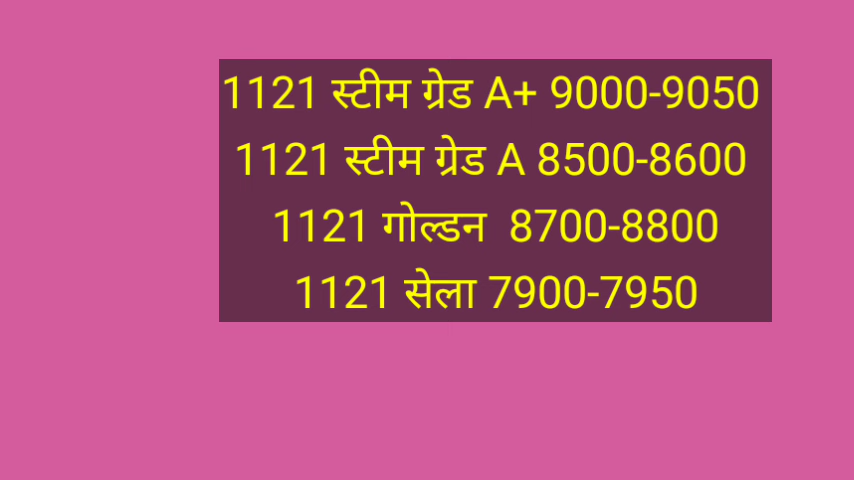 1121 स्टीम ग्रेड A+ 9000-9050
1121 स्टीम ग्रेड A 8500-8600
1121 गोल्डन 8700-8800
1121 सेला 7900-7950